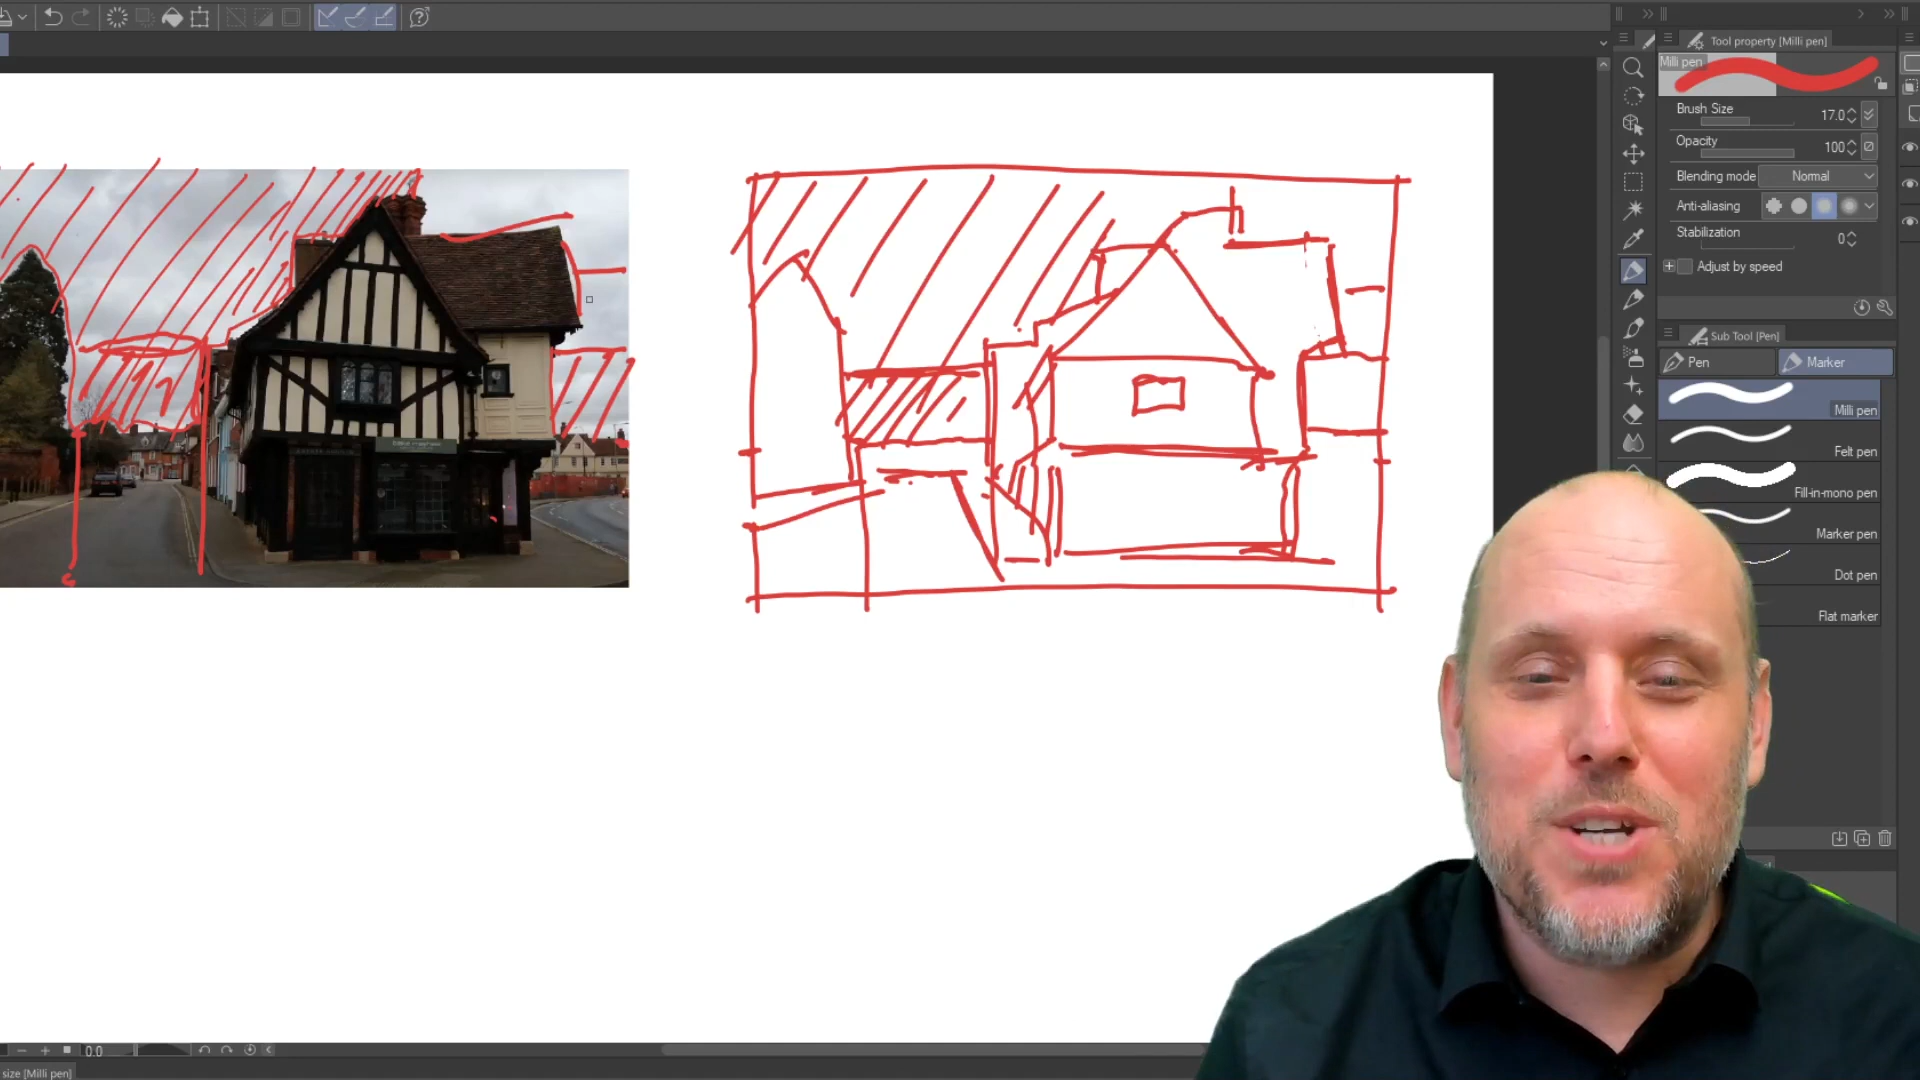 Tool property [Milli pen]
Milli pen
Brush Size
17.0
Opacity
100
Blending mode
Normal
Anti-aliasing
Stabilization
0
Adjust by speed
Sub Tool [Pen]
Pen
Marker
Milli pen
Felt pen
Fill-in-mono pen
Marker pen
Dot pen
Flat marker
0.0
size [Milli pen]